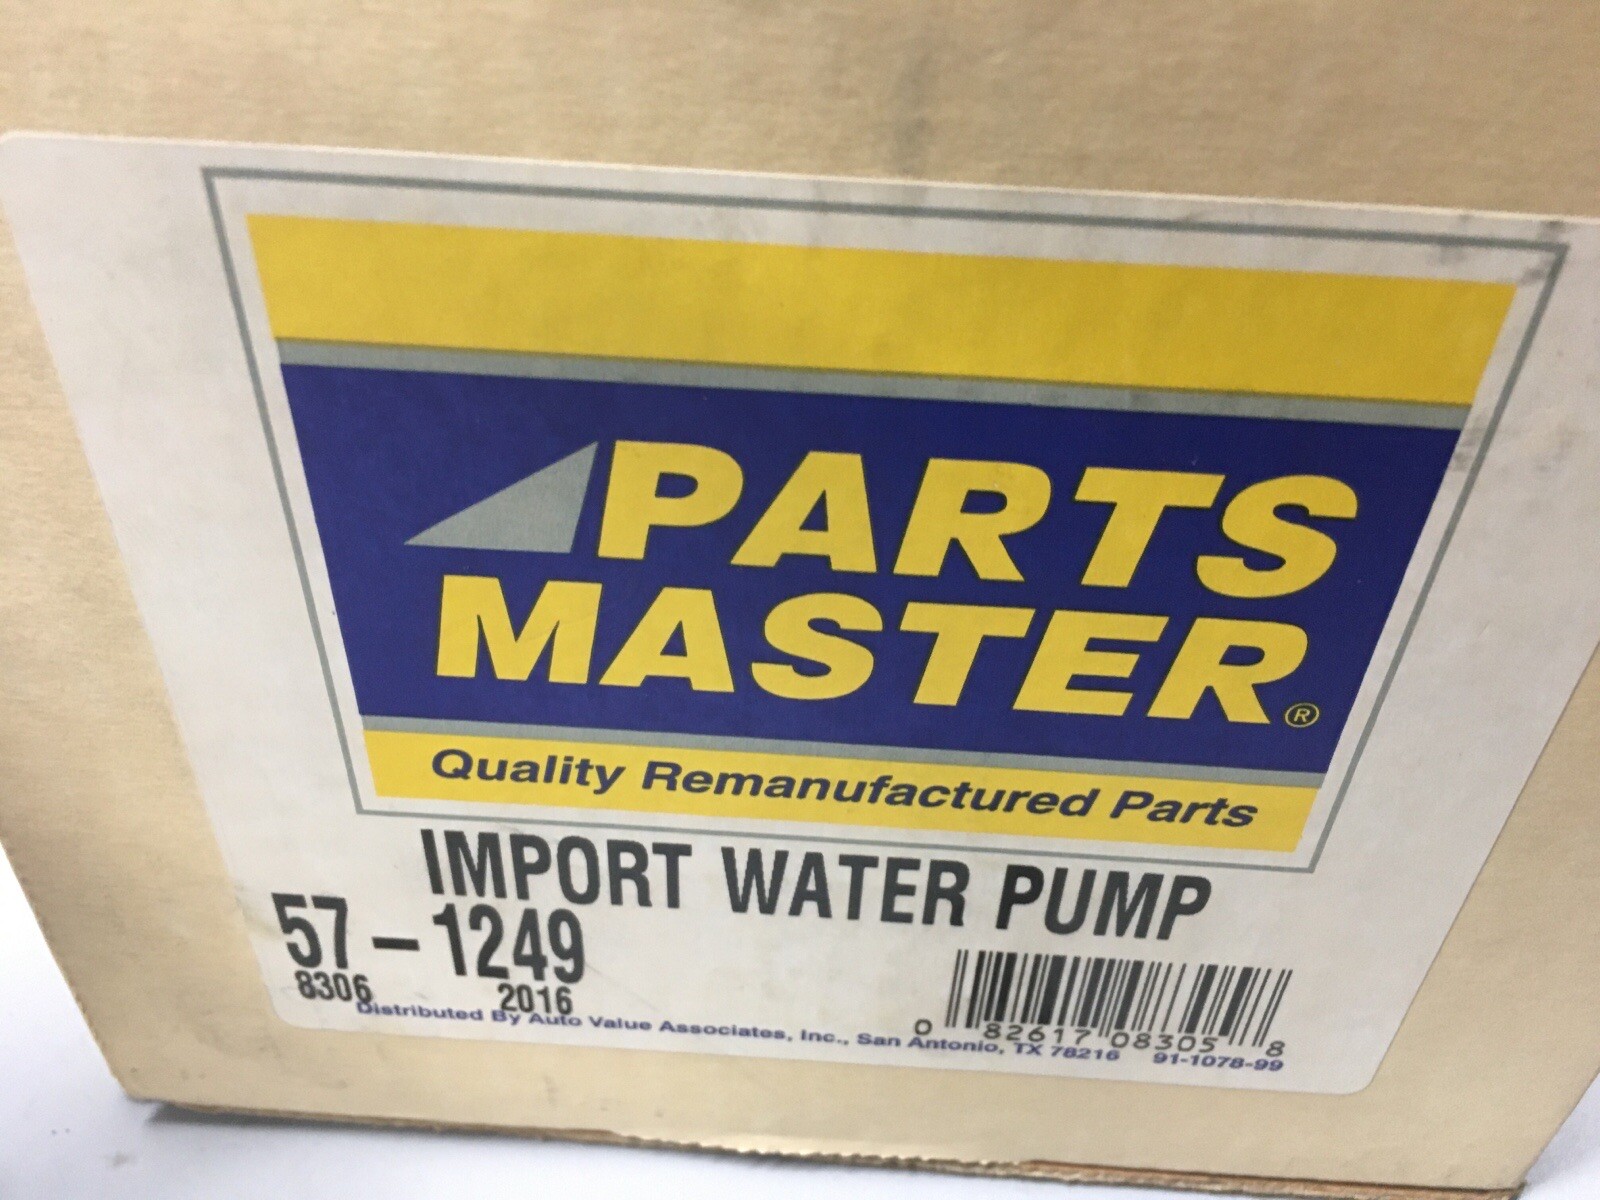 PARTS
MASTER®
Quality Remanufactured Parts
IMPORT WATER PUMP
57-1249
8306 2016
0 82617 08305 8
Distributed By Auto Value Associates, Inc., San Antonio, TX 78216 91-1078-99